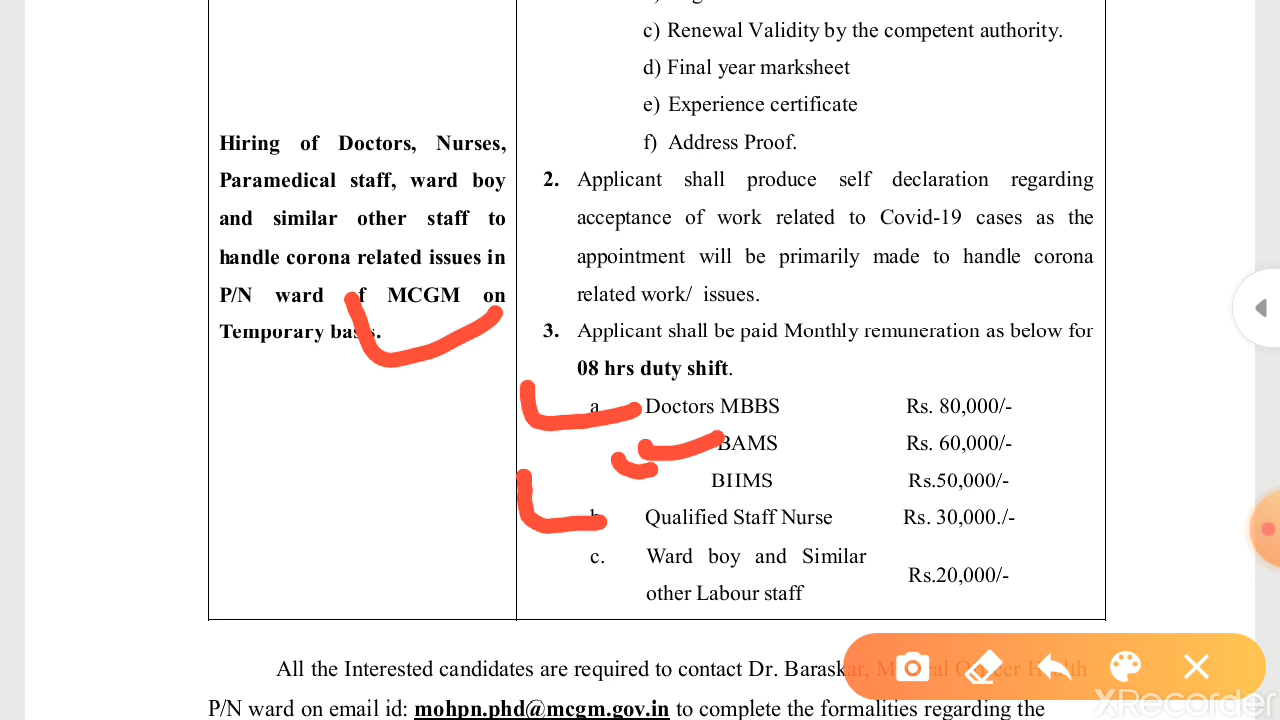 c) Renewal Validity by the competent authority.
d) Final year marksheet
e) Experience certificate
f) Address Proof.
Hiring of Doctors, Nurses,
Paramedical staff, ward boy
and similar other staff to
handle corona related issues in
P/N ward of MCGM on
Temporary basis.
2. Applicant shall produce self declaration regarding
acceptance of work related to Covid-19 cases as the
appointment will be primarily made to handle corona
related work/ issues.
3. Applicant shall be paid Monthly remuneration as below for
08 hrs duty shift.
a Doctors MBBS Rs. 80,000/-
BAMS Rs. 60,000/-
BHMS Rs.50,000/-
Qualified Staff Nurse Rs. 30,000./-
c. Ward boy and Similar
other Labour staff
Rs.20,000/-
All the Interested candidates are required to contact Dr. Baraskar, Medical Officer Health
P/N ward on email id: mohpn.phd@mcgm.gov.in to complete the formalities regarding the
XRecorder